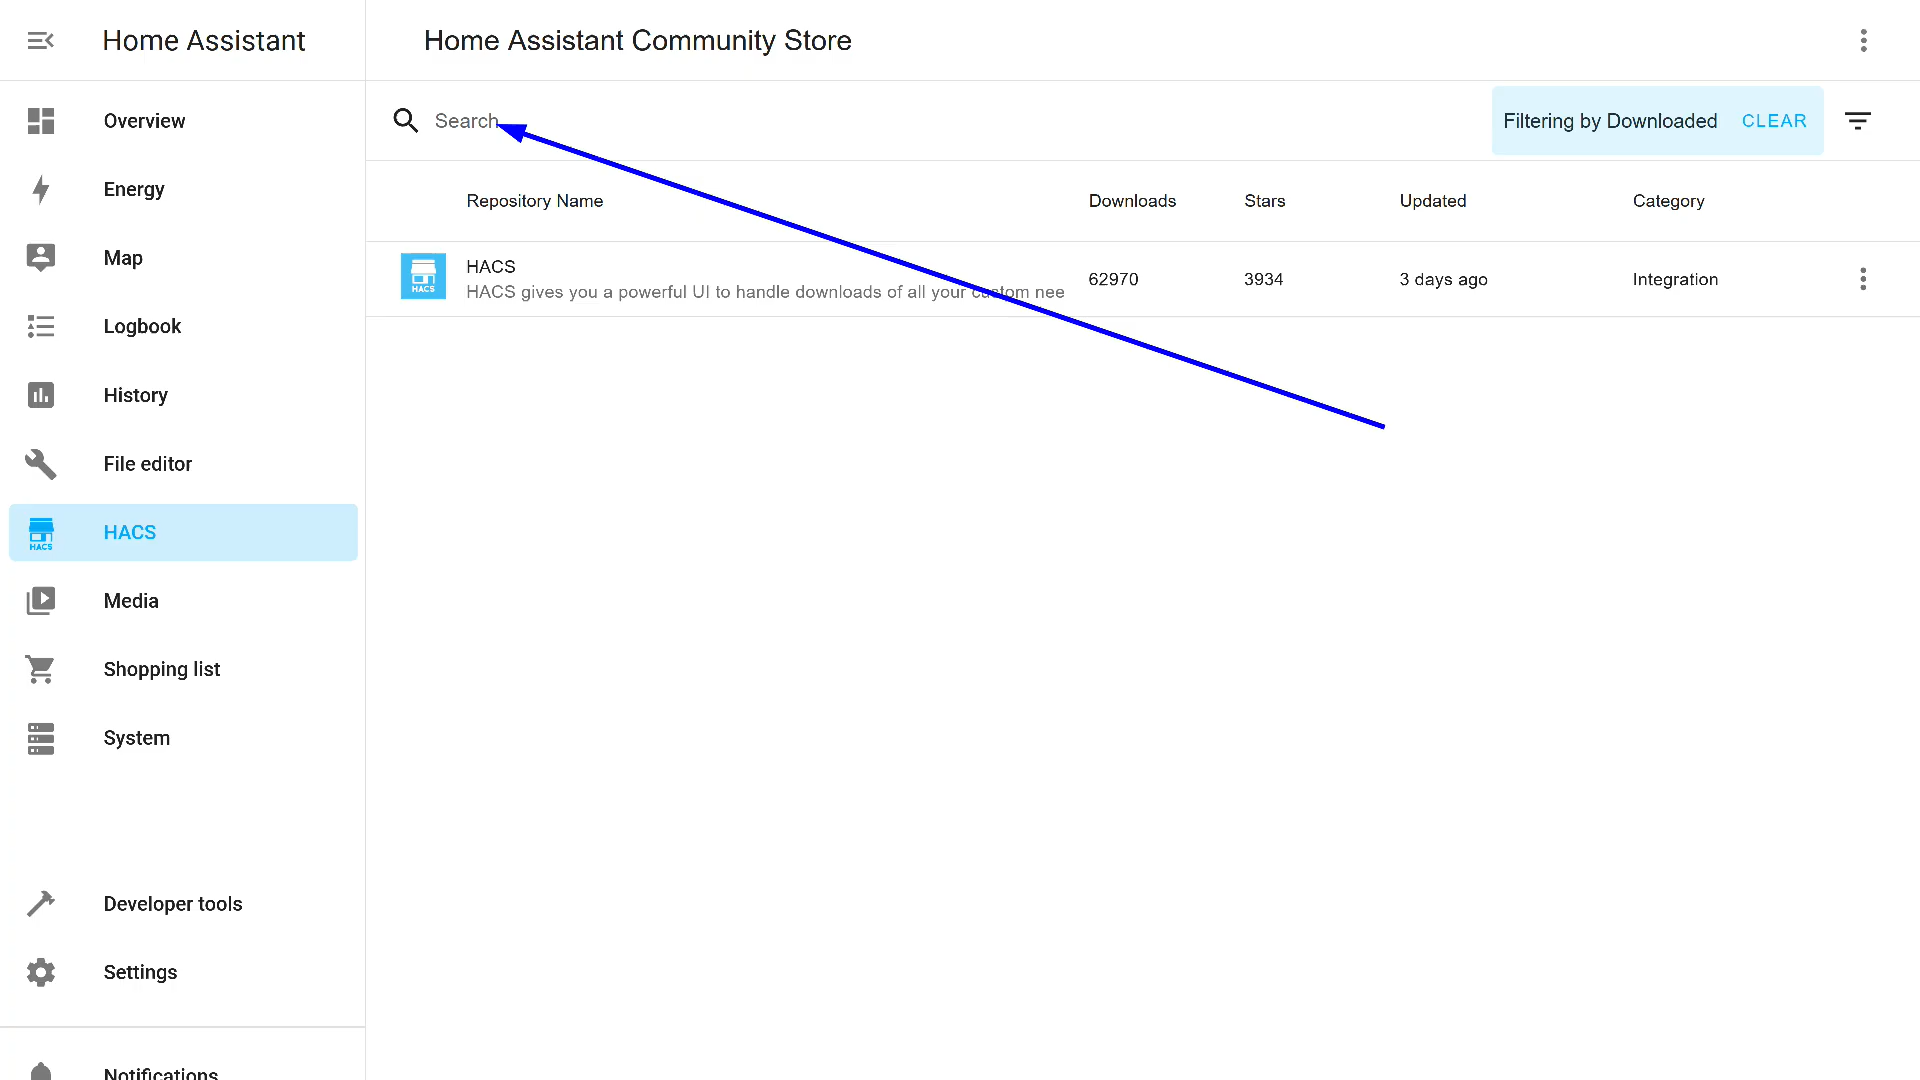 Home Assistant
Home Assistant Community Store
Overview
Energy
Map
Logbook
History
File editor
HACS
HACS
Media
Shopping list
System
Developer tools
Settings
Notifications
Search
Filtering by Downloaded CLEAR
Repository Name Downloads Stars Updated Category
HACS
HACS
HACS gives you a powerful UI to handle downloads of all your custom nee
62970 3934 3 days ago Integration